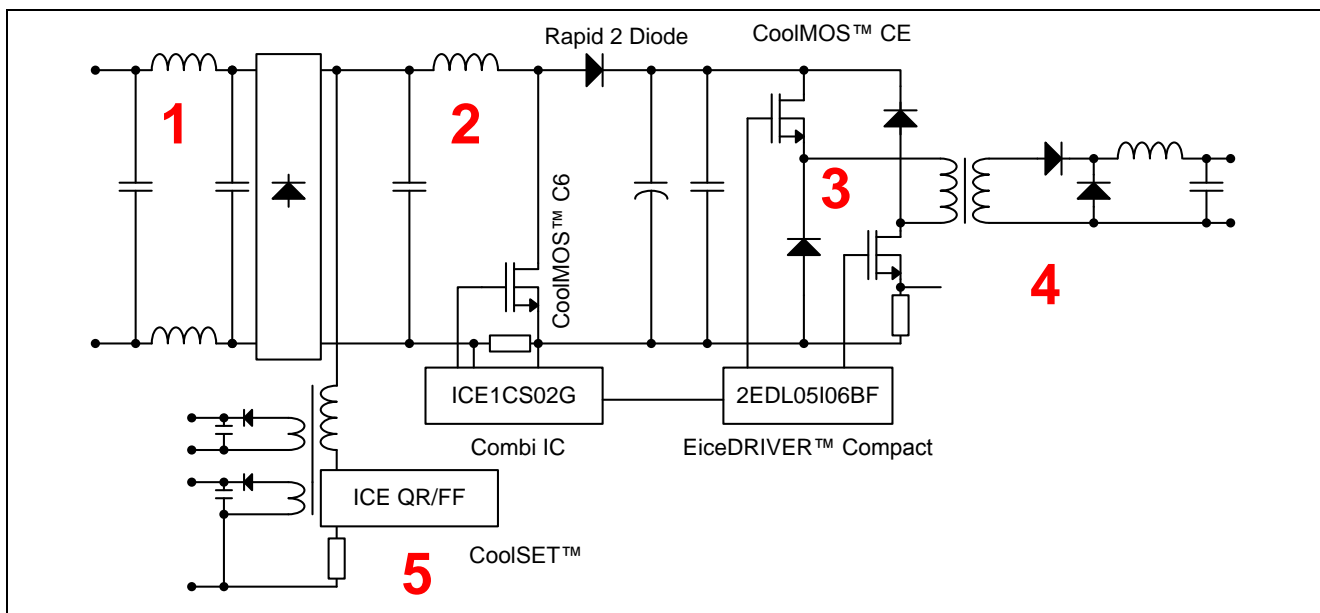 Rapid 2 Diode
CoolMOS™ CE
1
2
CoolMOS™ C6
3
4
ICE1CS02G
2EDL05I06BF
Combi IC
EiceDRIVER™ Compact
ICE QR/FF
5
CoolSET™